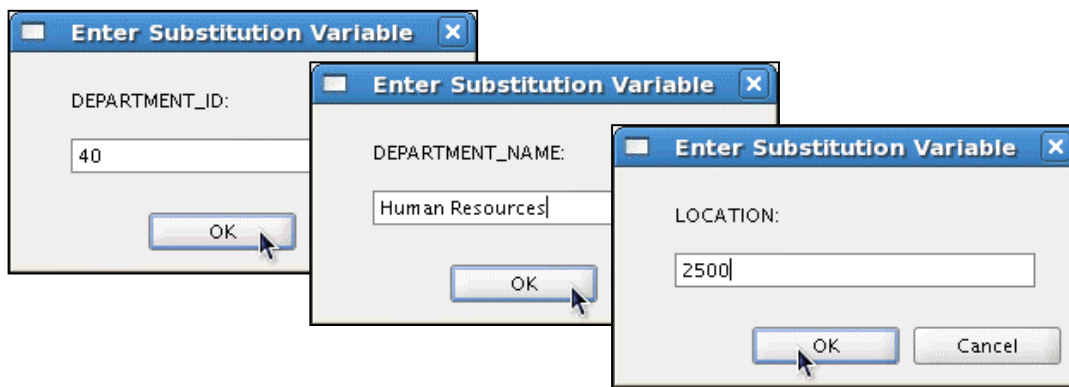 Enter Substitution Variable
DEPARTMENT_ID:
40
OK
Enter Substitution Variable
DEPARTMENT_NAME:
Human Resources
OK
Enter Substitution Variable
LOCATION:
2500
OK Cancel